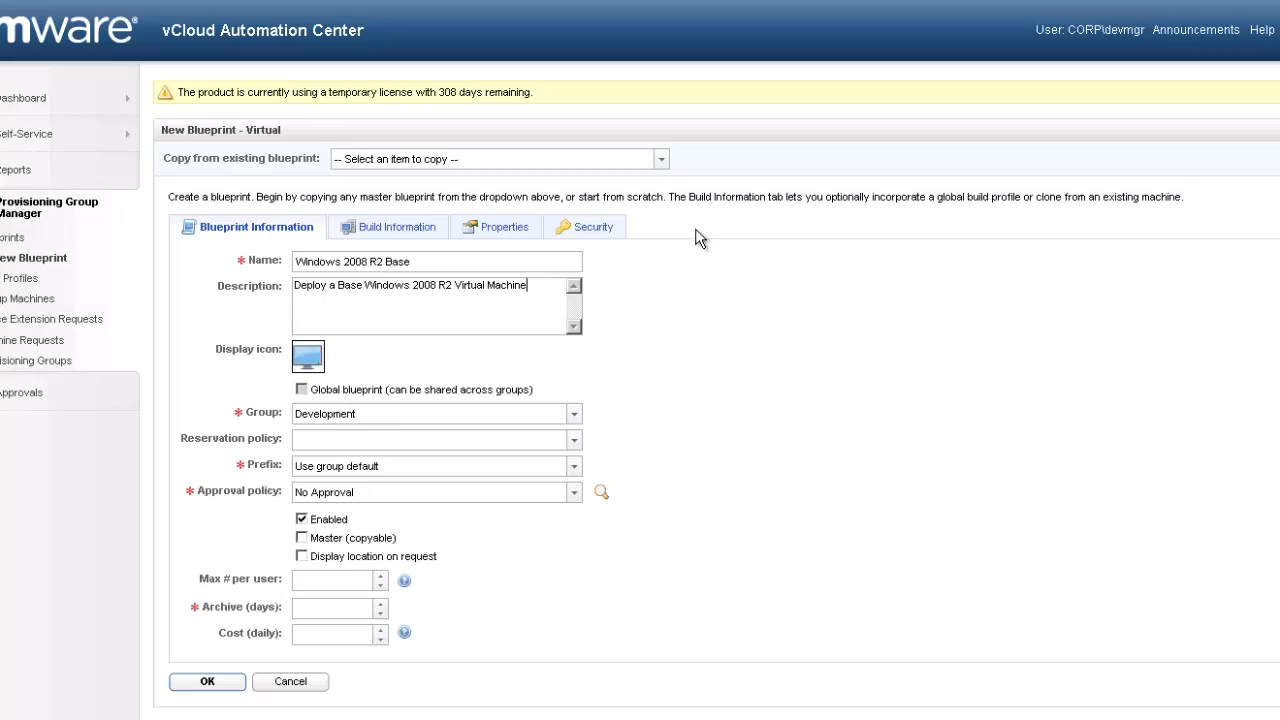 mware® vCloud Automation Center
User: CORP\devmgr Announcements Help
ashboard
elf-Service
eports
Provisioning Group
Manager
prints
ew Blueprint
Profiles
up Machines
ce Extension Requests
hine Requests
isioning Groups
Approvals
The product is currently using a temporary license with 308 days remaining.
New Blueprint - Virtual
Copy from existing blueprint: -- Select an item to copy --
Create a blueprint. Begin by copying any master blueprint from the dropdown above, or start from scratch. The Build Information tab lets you optionally incorporate a global build profile or clone from an existing machine.
Blueprint Information Build Information Properties Security
* Name: Windows 2008 R2 Base
Description: Deploy a Base Windows 2008 R2 Virtual Machine
Display icon:
Global blueprint (can be shared across groups)
* Group: Development
Reservation policy:
* Prefix: Use group default
* Approval policy: No Approval
Enabled
Master (copyable)
Display location on request
Max # per user:
* Archive (days):
Cost (daily):
OK Cancel